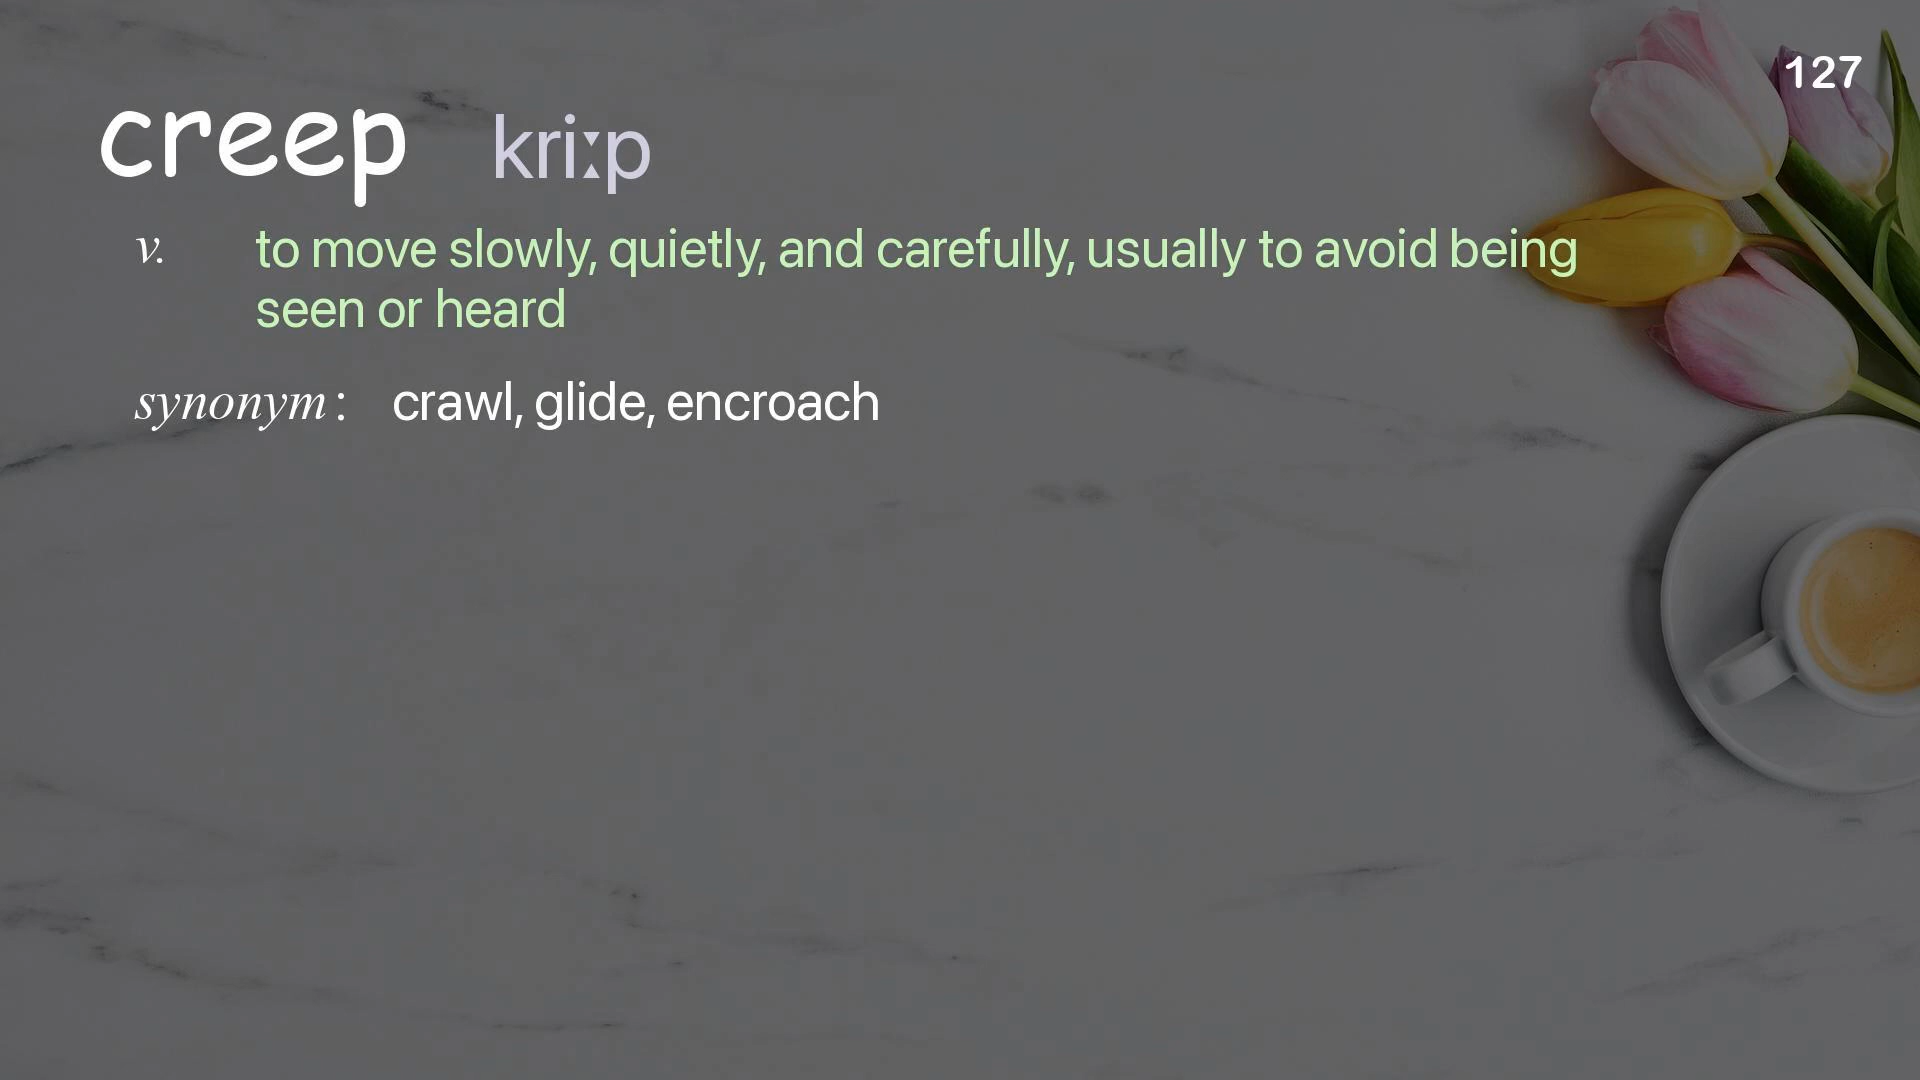 127
creep kriːp
v. to move slowly, quietly, and carefully, usually to avoid being
seen or heard
synonym : crawl, glide, encroach